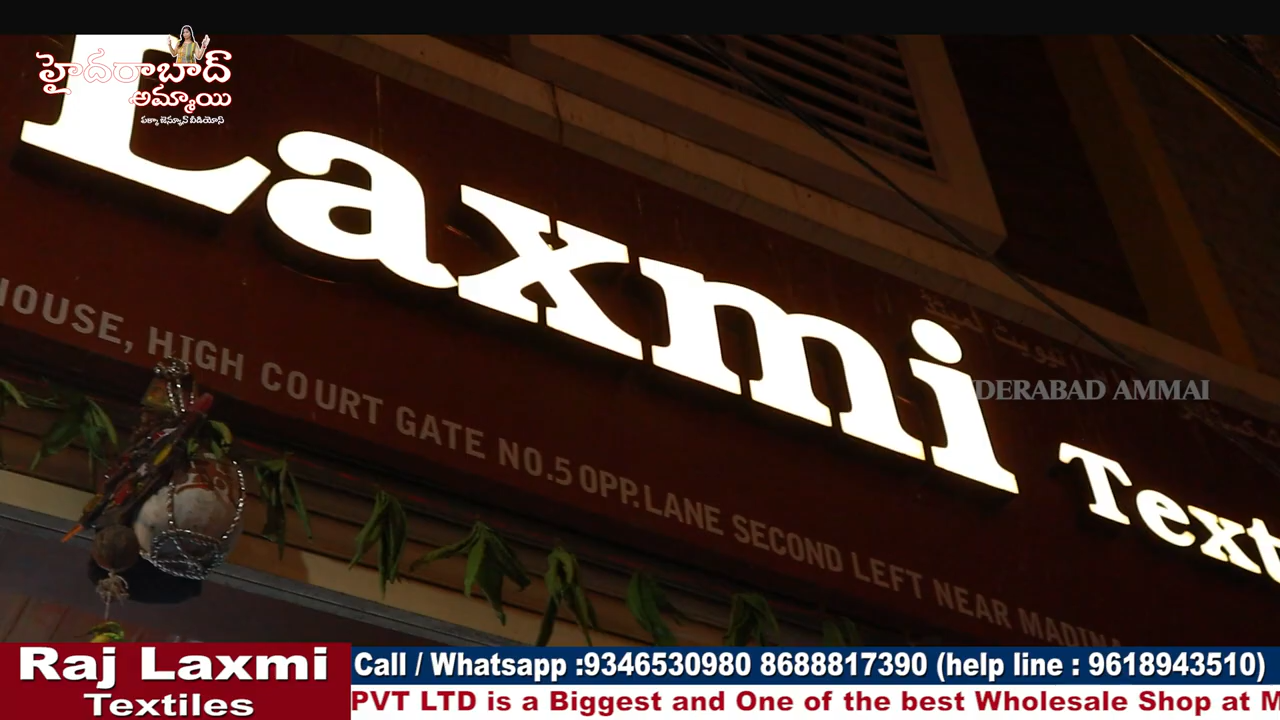 హైదరాబాద్
అమ్మాయి
పక్కా జెన్యూన్ వీడియోస్
Laxmi
Text
HOUSE, HIGH COURT GATE NO.5 OPP.LANE SECOND LEFT NEAR MADINA
DERABAD AMMAI
Raj Laxmi
Textiles
Call / Whatsapp :9346530980 8688817390 (help line : 9618943510)
PVT LTD is a Biggest and One of the best Wholesale Shop at M